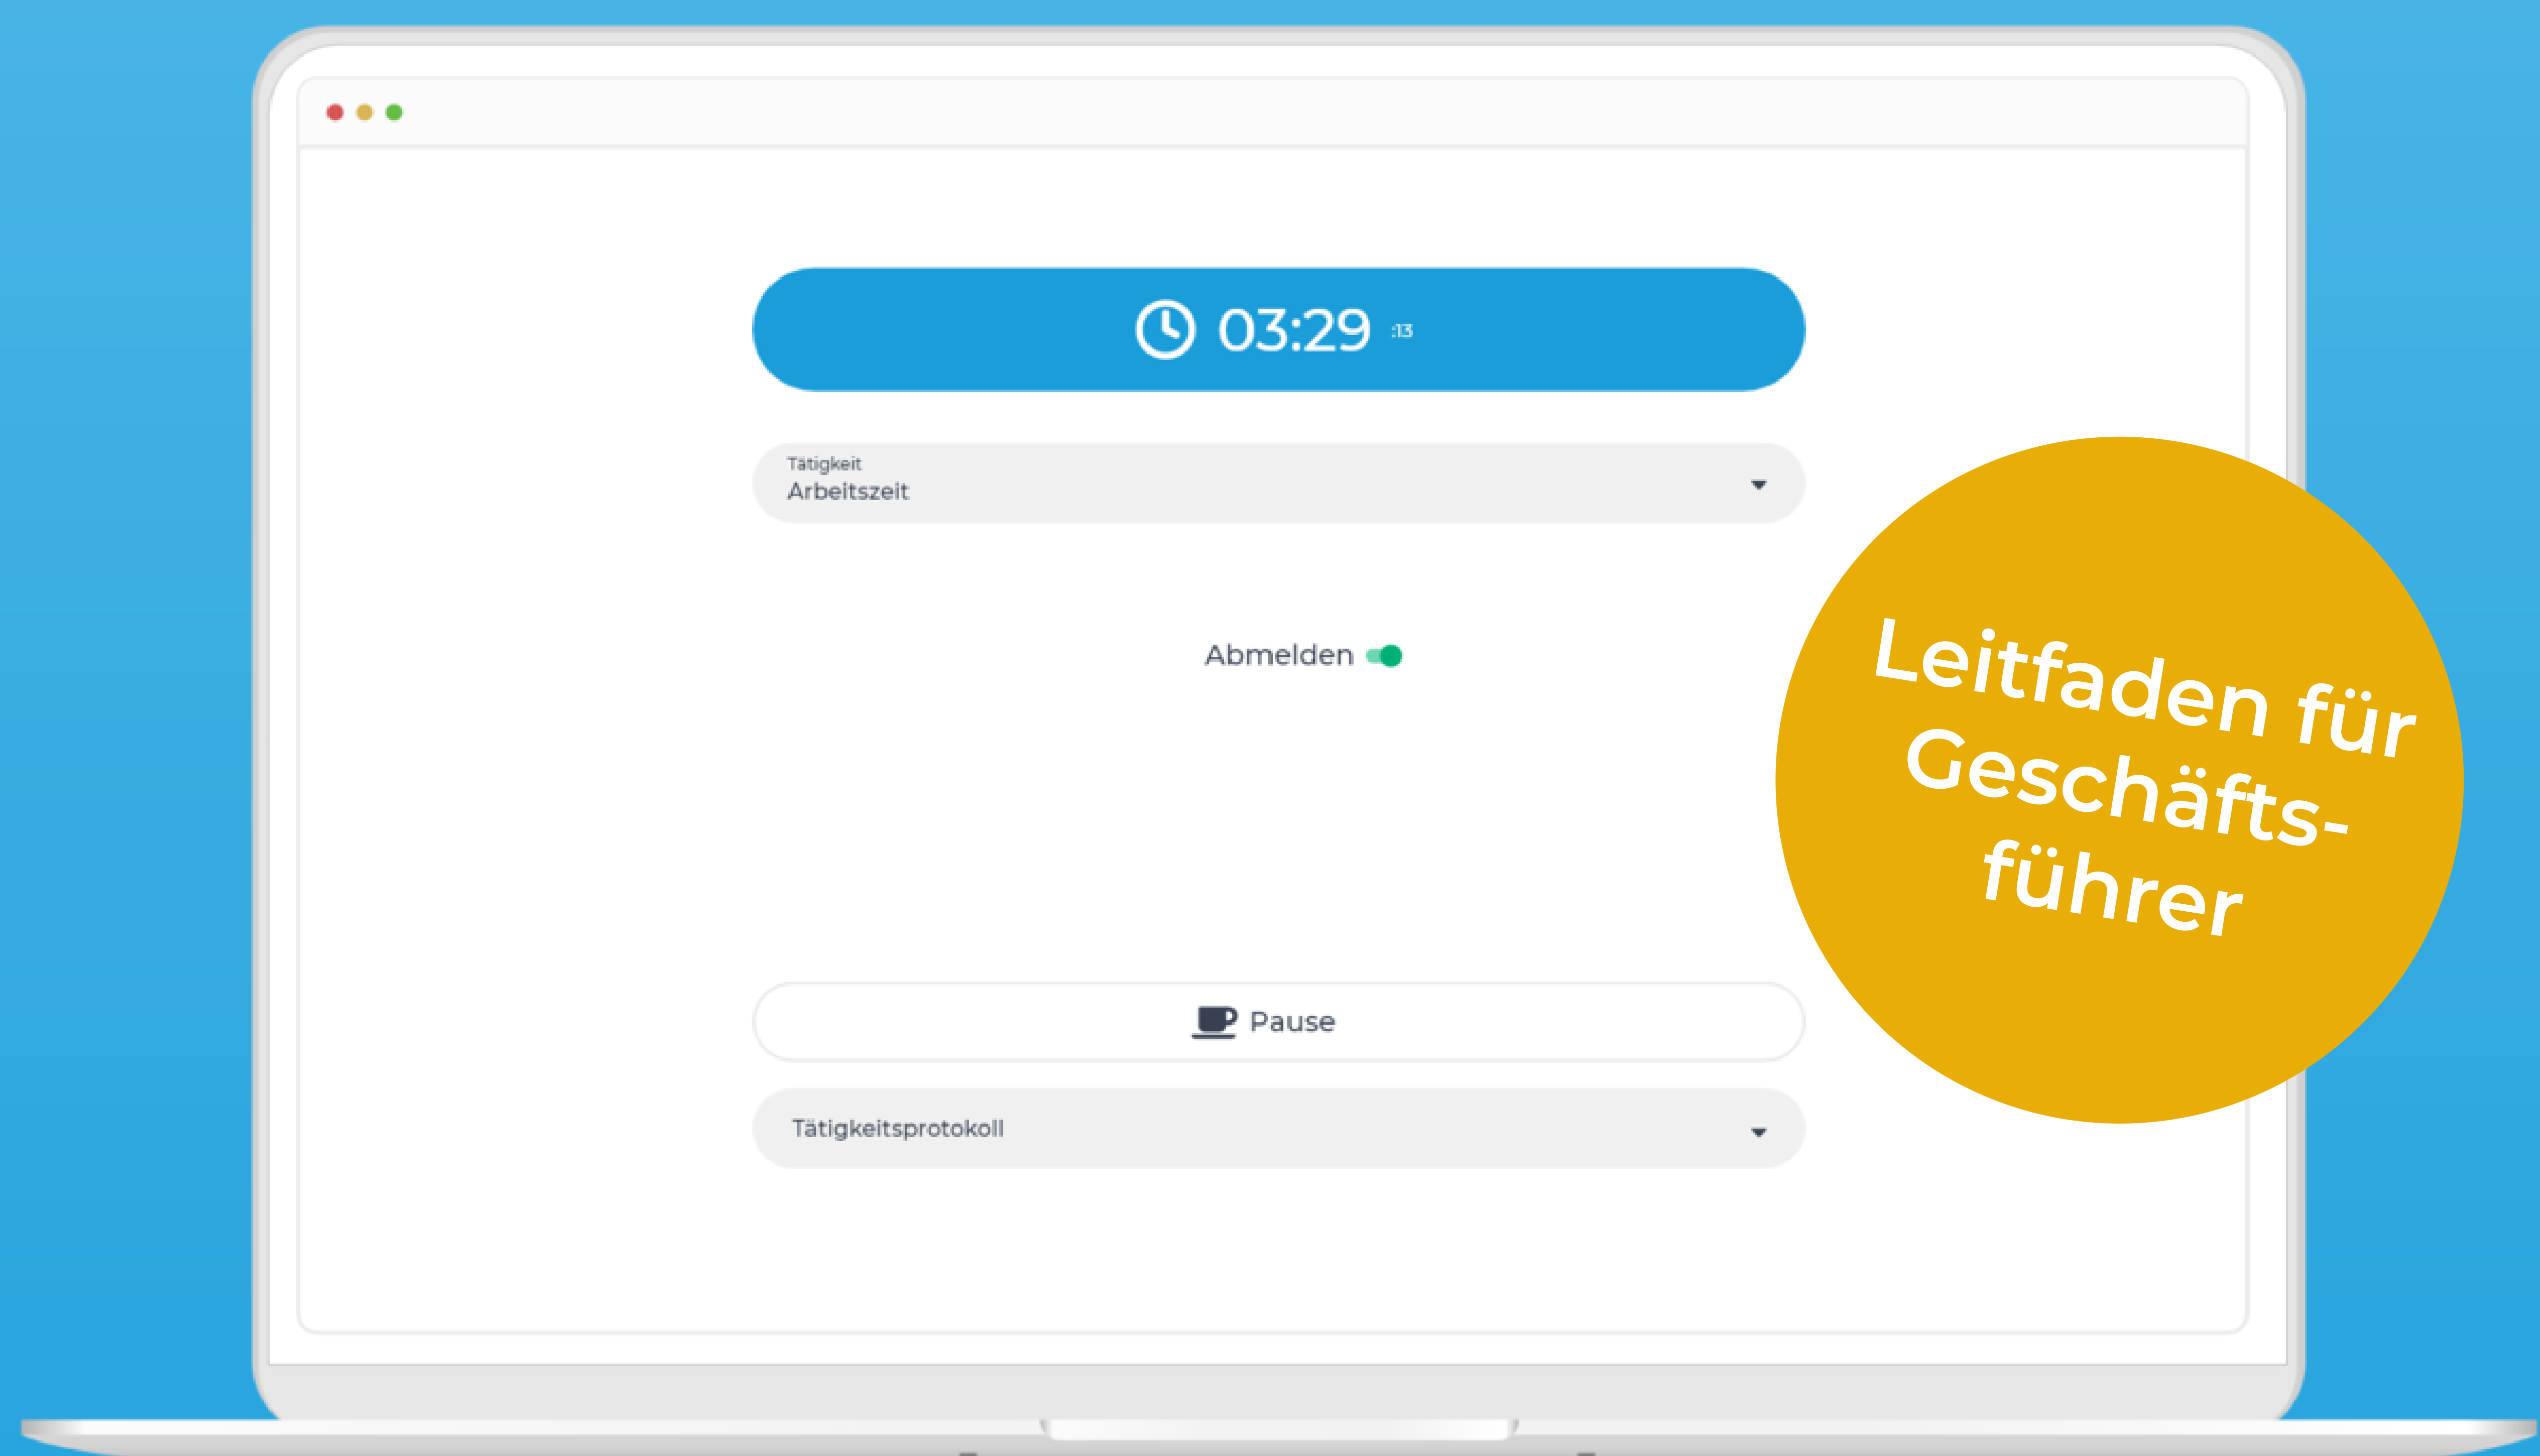 03:29 :13
Tätigkeit
Arbeitszeit
Abmelden
Leitfaden für
Geschäfts-
führer
Pause
Tätigkeitsprotokoll